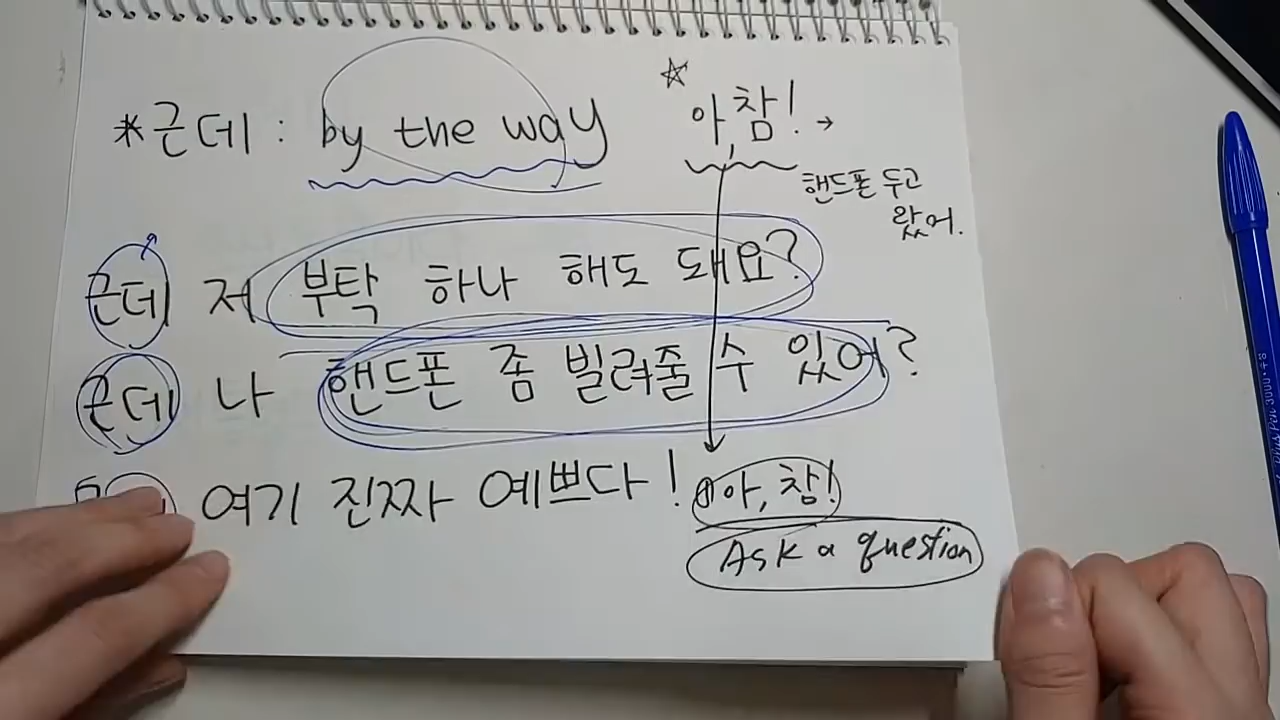 *근데 : by the way
아, 참! →
핸드폰 두고
왔어.
근데 저 부탁 하나 해도 돼요?
근데 나 핸드폰 좀 빌려줄 수 있어?
여기 진짜 예쁘다!
아, 참!
Ask a question